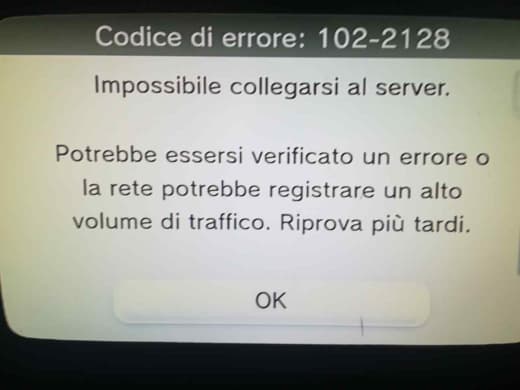 Codice di errore: 102-2128
Impossibile collegarsi al server.
Potrebbe essersi verificato un errore o
la rete potrebbe registrare un alto
volume di traffico. Riprova più tardi.
OK